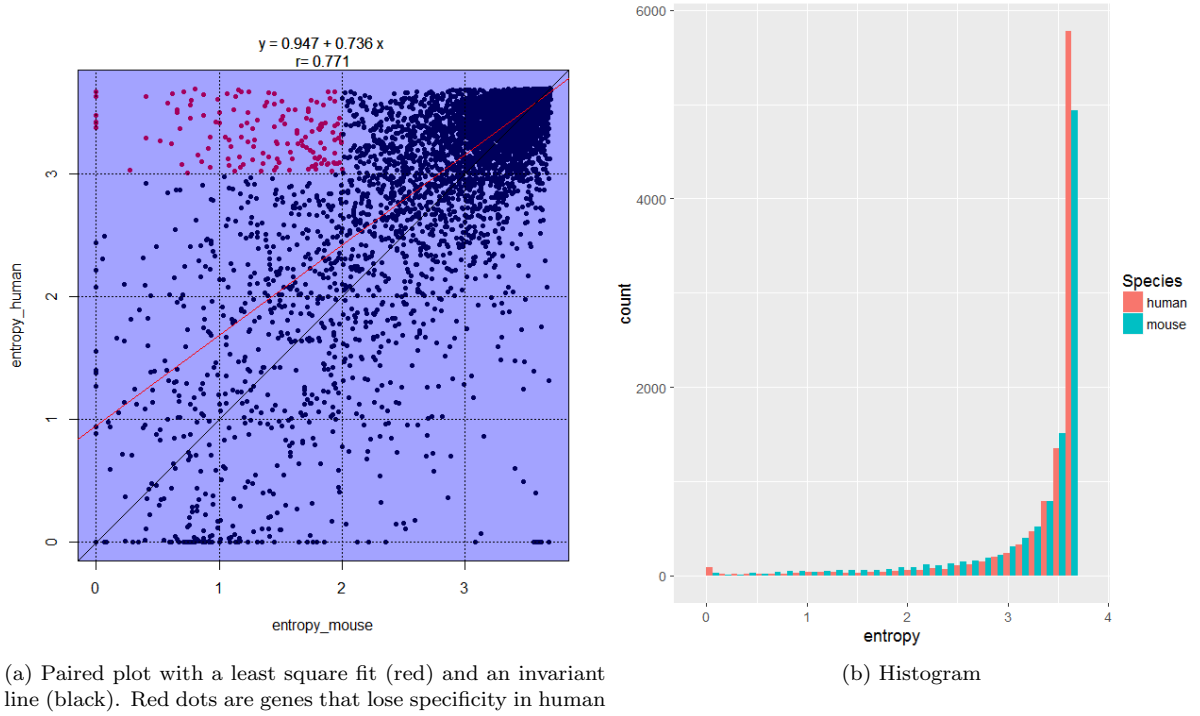 y = 0.947 + 0.736 x
r= 0.771
entropy_human
3
2
1
0
0 1 2 3
entropy_mouse
(a) Paired plot with a least square fit (red) and an invariant
line (black). Red dots are genes that lose specificity in human
6000
4000
2000
0
count
0 1 2 3 4
entropy
Species
human
mouse
(b) Histogram